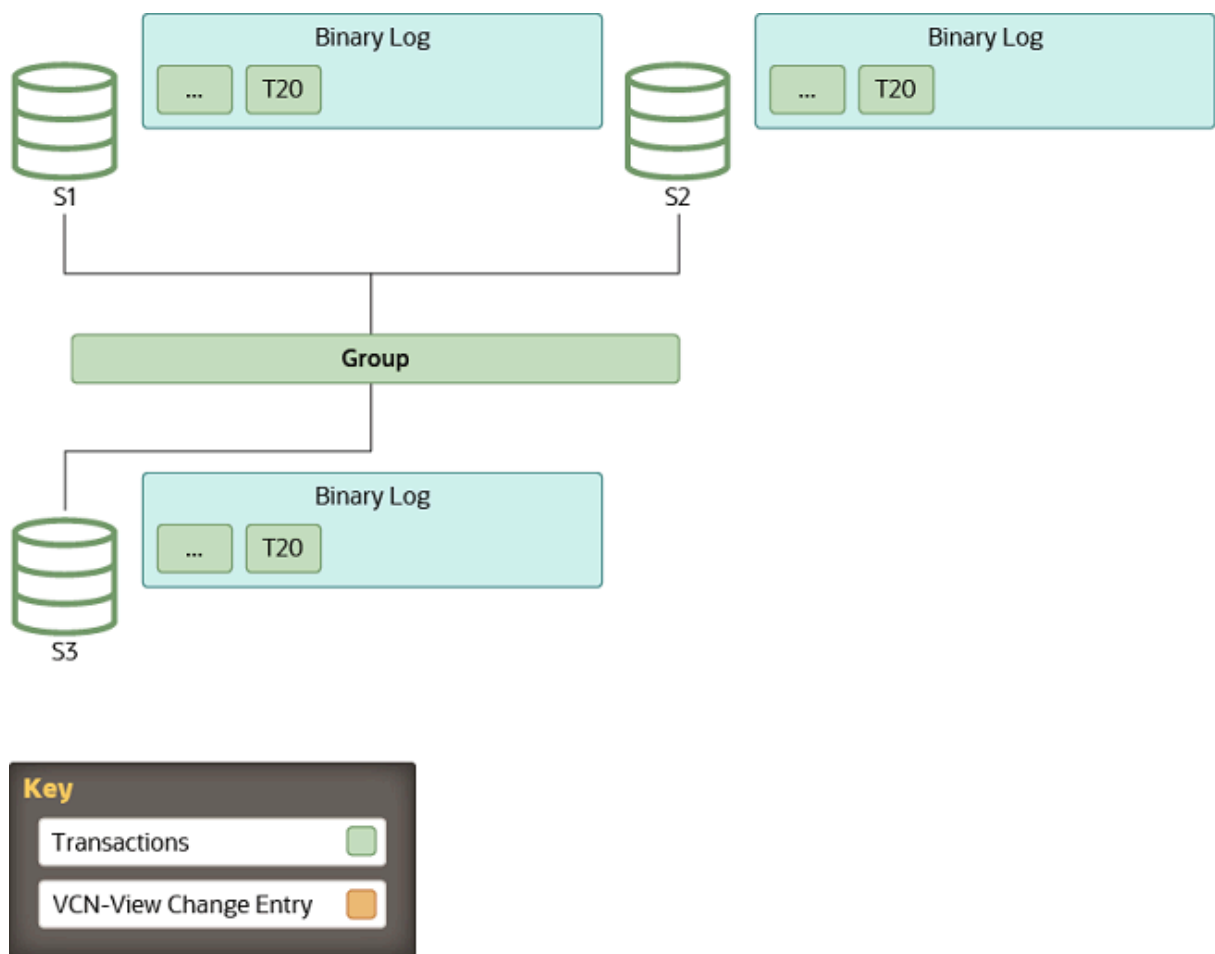 Binary Log
... T20
S1
Binary Log
... T20
S2
Group
Binary Log
... T20
S3
Key
Transactions
VCN-View Change Entry